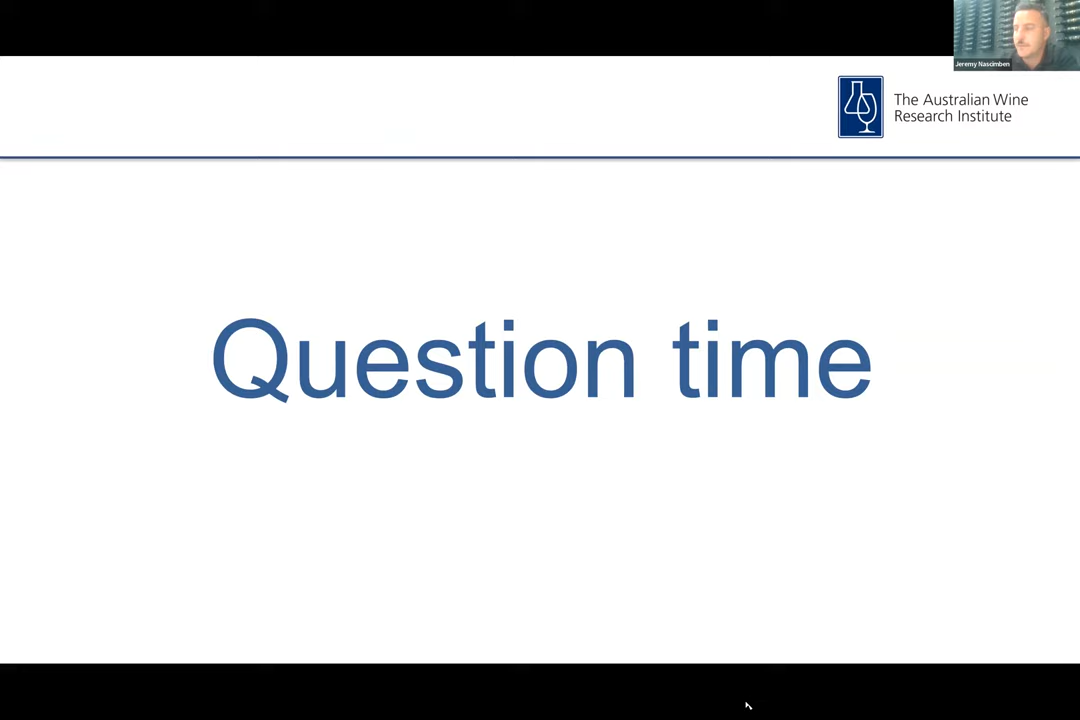 Jeremy Nascimben
The Australian Wine
Research Institute
Question time